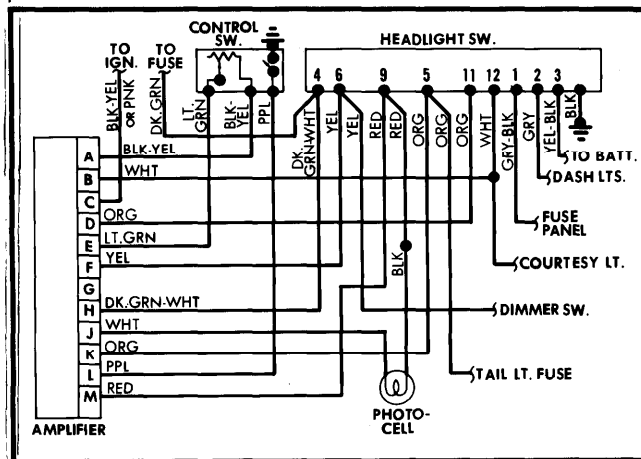 CONTROL
SW.
HEADLIGHT SW.
TO
IGN.
TO
FUSE
4 6 9 5 11 12 1 2 3
BLK-YEL
OR PNK
DK.GRN
LT.
GRN
BLK-
YEL
PPL
DK.
GRN-WHT
YEL
YEL
RED
RED
ORG
ORG
ORG
WHT
GRY-BLK
GRY
YEL-BLK
BLK
A BLK-YEL
B WHT
C
D ORG
E LT.GRN
F YEL
G
H DK.GRN-WHT
J WHT
K ORG
L PPL
M RED
AMPLIFIER
BLK
TO BATT.
DASH LTS.
FUSE
PANEL
COURTESY LT.
DIMMER SW.
TAIL LT. FUSE
PHOTO-
CELL